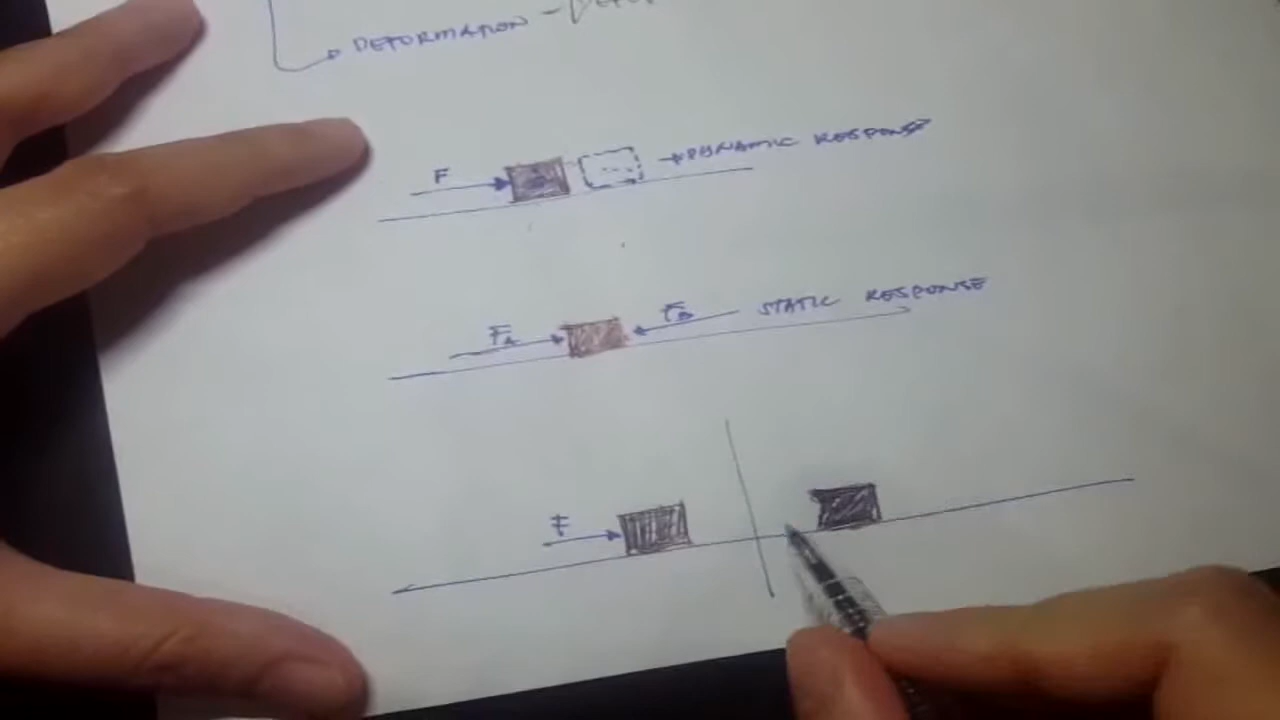 DEFORMATION -
F
DYNAMIC RESPONSE
FA FB STATIC RESPONSE
F